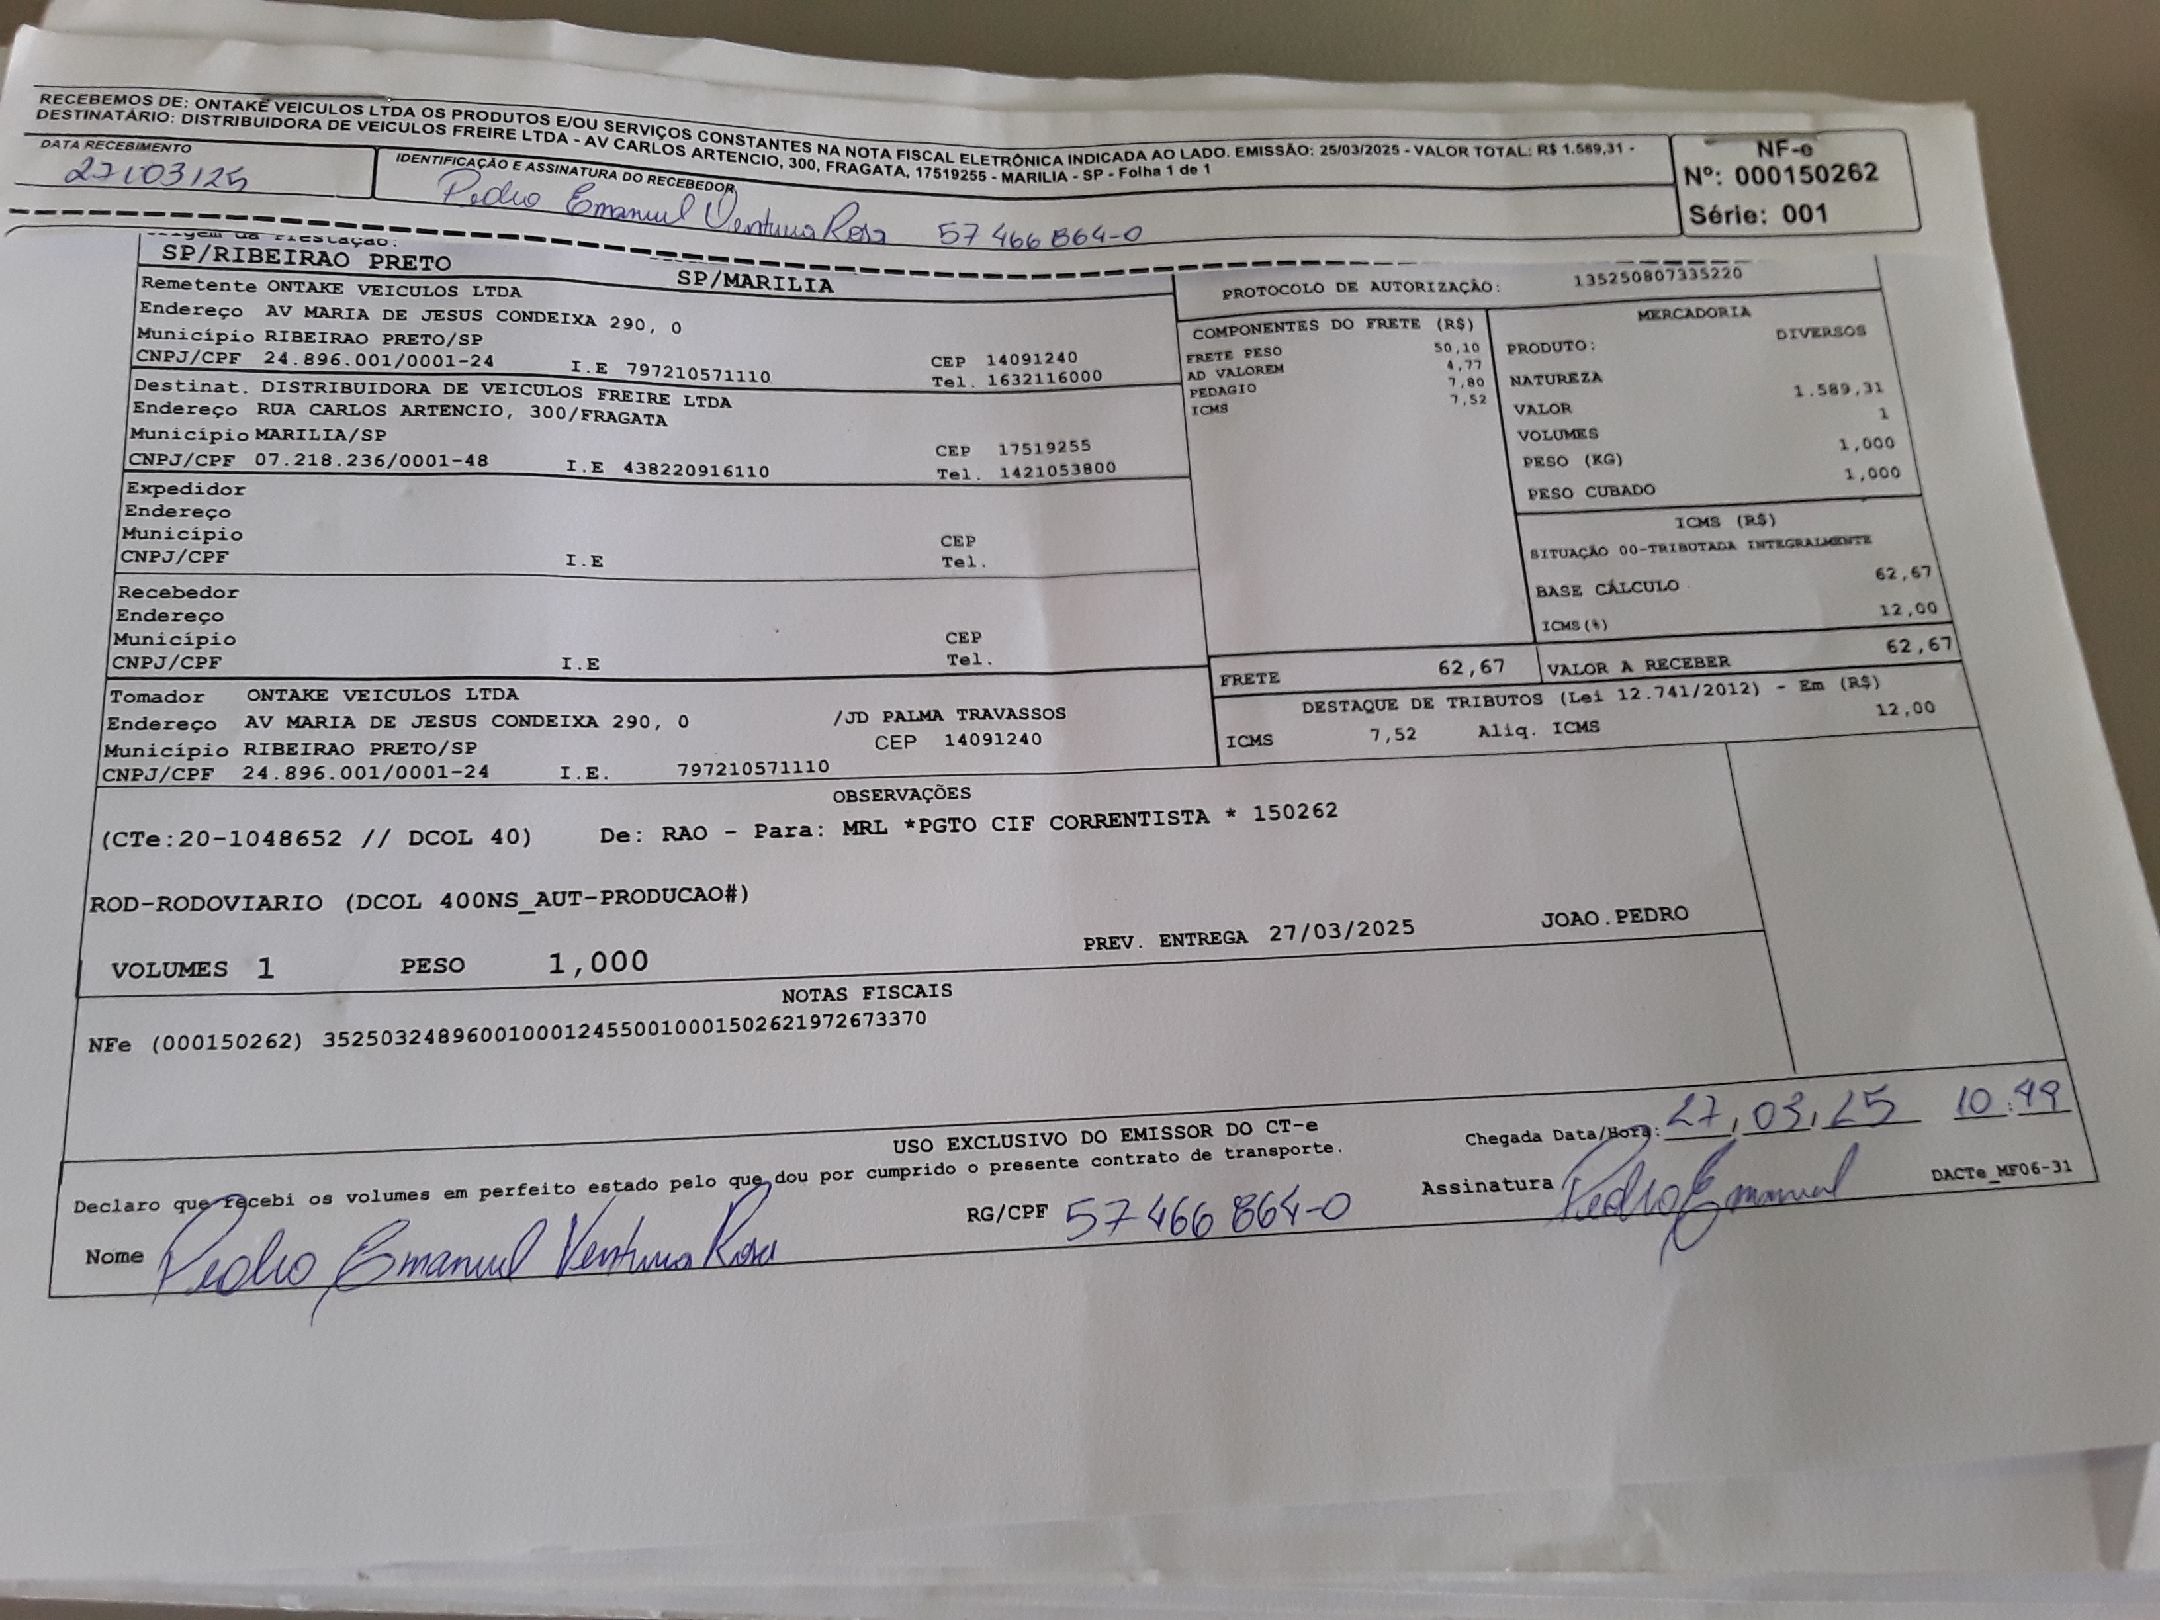 RECEBEMOS DE: ONTAKE VEICULOS LTDA OS PRODUTOS E/OU SERVIÇOS CONSTANTES NA NOTA FISCAL ELETRÔNICA INDICADA AO LADO. EMISSÃO: 25/03/2025 - VALOR TOTAL: R$ 1.589,31 -
DESTINATÁRIO: DISTRIBUIDORA DE VEICULOS FREIRE LTDA - AV CARLOS ARTENCIO, 300, FRAGATA, 17519255 - MARILIA - SP - Folha 1 de 1
NF-e
Nº: 000150262
Série: 001
DATA RECEBIMENTO
27/03/25
IDENTIFICAÇÃO E ASSINATURA DO RECEBEDOR
Pedro Emanuel Ventura Rosa 57 466 864-0
SP/RIBEIRAO PRETO SP/MARILIA
Remetente ONTAKE VEICULOS LTDA
Endereço AV MARIA DE JESUS CONDEIXA 290, 0
Município RIBEIRAO PRETO/SP CEP 14091240
CNPJ/CPF 24.896.001/0001-24 I.E 797210571110 Tel. 1632116000
Destinat. DISTRIBUIDORA DE VEICULOS FREIRE LTDA
Endereço RUA CARLOS ARTENCIO, 300/FRAGATA
Município MARILIA/SP CEP 17519255
CNPJ/CPF 07.218.236/0001-48 I.E 438220916110 Tel. 1421053800
Expedidor
Endereço
Município CEP
CNPJ/CPF I.E Tel.
Recebedor
Endereço
Município CEP
CNPJ/CPF I.E Tel.
Tomador ONTAKE VEICULOS LTDA
Endereço AV MARIA DE JESUS CONDEIXA 290, 0 /JD PALMA TRAVASSOS
Município RIBEIRAO PRETO/SP CEP 14091240
CNPJ/CPF 24.896.001/0001-24 I.E. 797210571110
PROTOCOLO DE AUTORIZAÇÃO: 135250807335220
COMPONENTES DO FRETE (R$)
FRETE PESO 50,10
AD VALOREM 4,77
PEDAGIO 7,80
ICMS 7,52
MERCADORIA
PRODUTO: DIVERSOS
NATUREZA
VALOR 1.589,31
VOLUMES 1
PESO (KG) 1,000
PESO CUBADO 1,000
ICMS (R$)
SITUAÇÃO 00-TRIBUTADA INTEGRALMENTE
BASE CÁLCULO 62,67
ICMS(%) 12,00
FRETE 62,67 VALOR A RECEBER 62,67
DESTAQUE DE TRIBUTOS (Lei 12.741/2012) - Em (R$)
ICMS 7,52 Aliq. ICMS 12,00
OBSERVAÇÕES
(CTe:20-1048652 // DCOL 40) De: RAO - Para: MRL *PGTO CIF CORRENTISTA * 150262
ROD-RODOVIARIO (DCOL 400NS_AUT-PRODUCAO#)
VOLUMES 1 PESO 1,000 PREV. ENTREGA 27/03/2025 JOAO.PEDRO
NOTAS FISCAIS
NFe (000150262) 35250324896001000124550010001502621972673370
USO EXCLUSIVO DO EMISSOR DO CT-e
Declaro que recebi os volumes em perfeito estado pelo que dou por cumprido o presente contrato de transporte.
Chegada Data/Hora: 27/03/25 10:49
Nome Pedro Emanuel Ventura Rosa RG/CPF 57 466 864-0 Assinatura Pedro Emanuel
DACTe_MF06-31